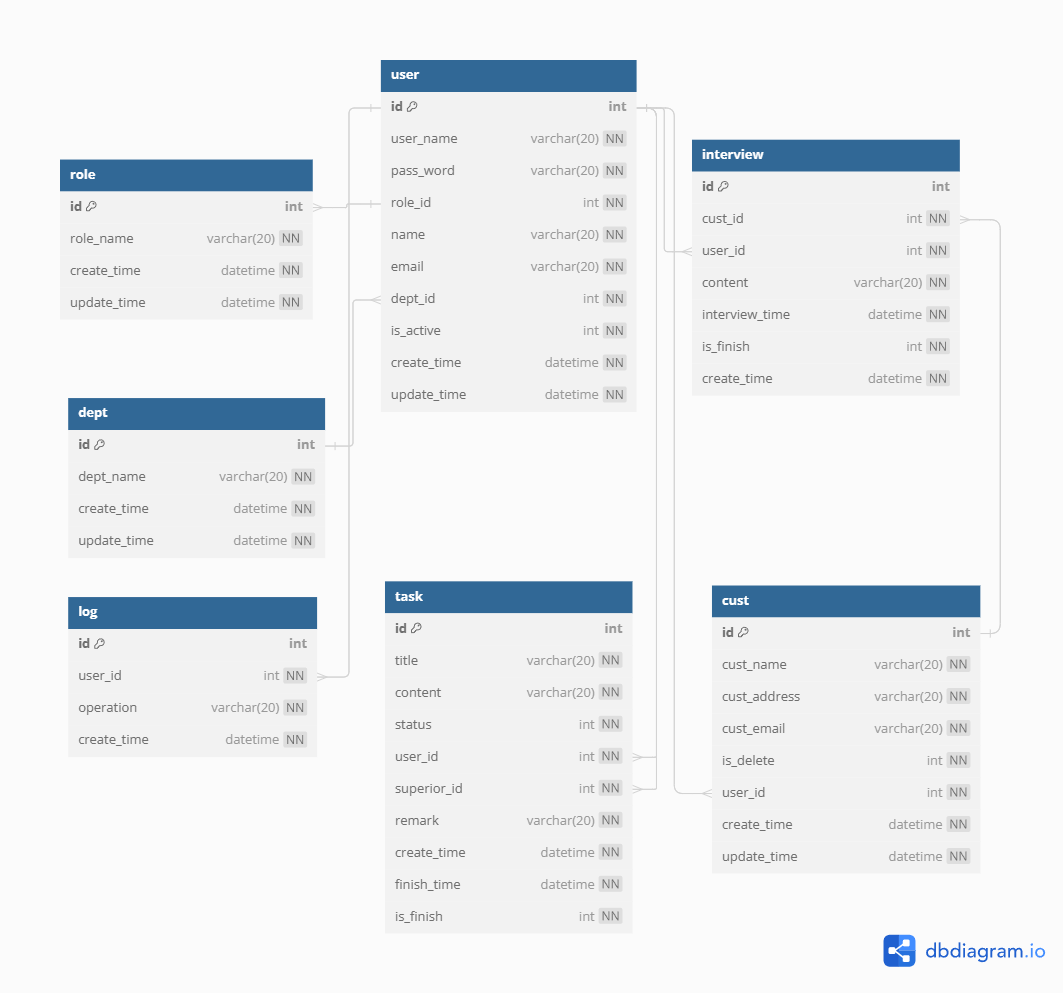 user
id int
user_name varchar(20) NN
pass_word varchar(20) NN
role_id int NN
name varchar(20) NN
email varchar(20) NN
dept_id int NN
is_active int NN
create_time datetime NN
update_time datetime NN
interview
id int
cust_id int NN
user_id int NN
content varchar(20) NN
interview_time datetime NN
is_finish int NN
create_time datetime NN
role
id int
role_name varchar(20) NN
create_time datetime NN
update_time datetime NN
dept
id int
dept_name varchar(20) NN
create_time datetime NN
update_time datetime NN
log
id int
user_id int NN
operation varchar(20) NN
create_time datetime NN
task
id int
title varchar(20) NN
content varchar(20) NN
status int NN
user_id int NN
superior_id int NN
remark varchar(20) NN
create_time datetime NN
finish_time datetime NN
is_finish int NN
cust
id int
cust_name varchar(20) NN
cust_address varchar(20) NN
cust_email varchar(20) NN
is_delete int NN
user_id int NN
create_time datetime NN
update_time datetime NN
dbdiagram.io